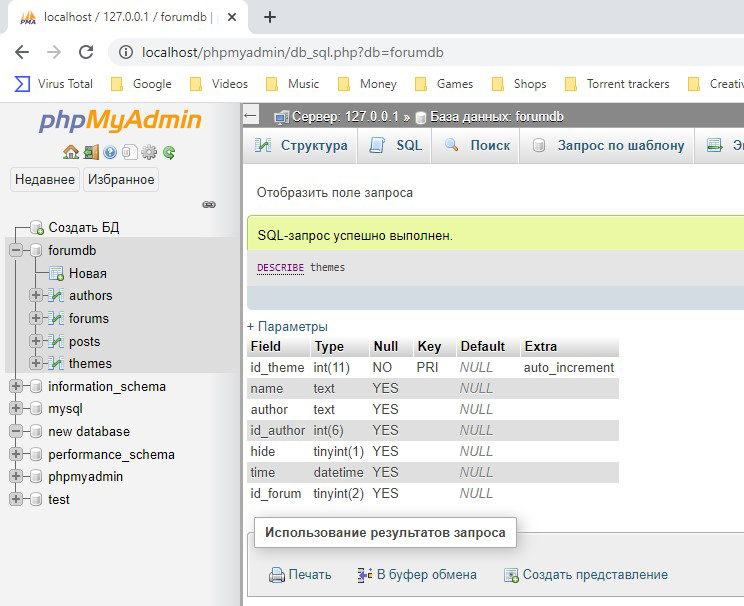 localhost / 127.0.0.1 / forumdb |
localhost/phpmyadmin/db_sql.php?db=forumdb
Virus Total Google Videos Music Money Games Shops Torrent trackers Creati
phpMyAdmin
Недавнее Избранное
Создать БД
forumdb
Новая
authors
forums
posts
themes
information_schema
mysql
new database
performance_schema
phpmyadmin
test
Сервер: 127.0.0.1 » База данных: forumdb
Структура SQL Поиск Запрос по шаблону Эк
Отобразить поле запроса
SQL-запрос успешно выполнен.
DESCRIBE themes
+ Параметры
Field Type Null Key Default Extra
id_theme int(11) NO PRI NULL auto_increment
name text YES NULL
author text YES NULL
id_author int(6) YES NULL
hide tinyint(1) YES NULL
time datetime YES NULL
id_forum tinyint(2) YES NULL
Использование результатов запроса
Печать В буфер обмена Создать представление